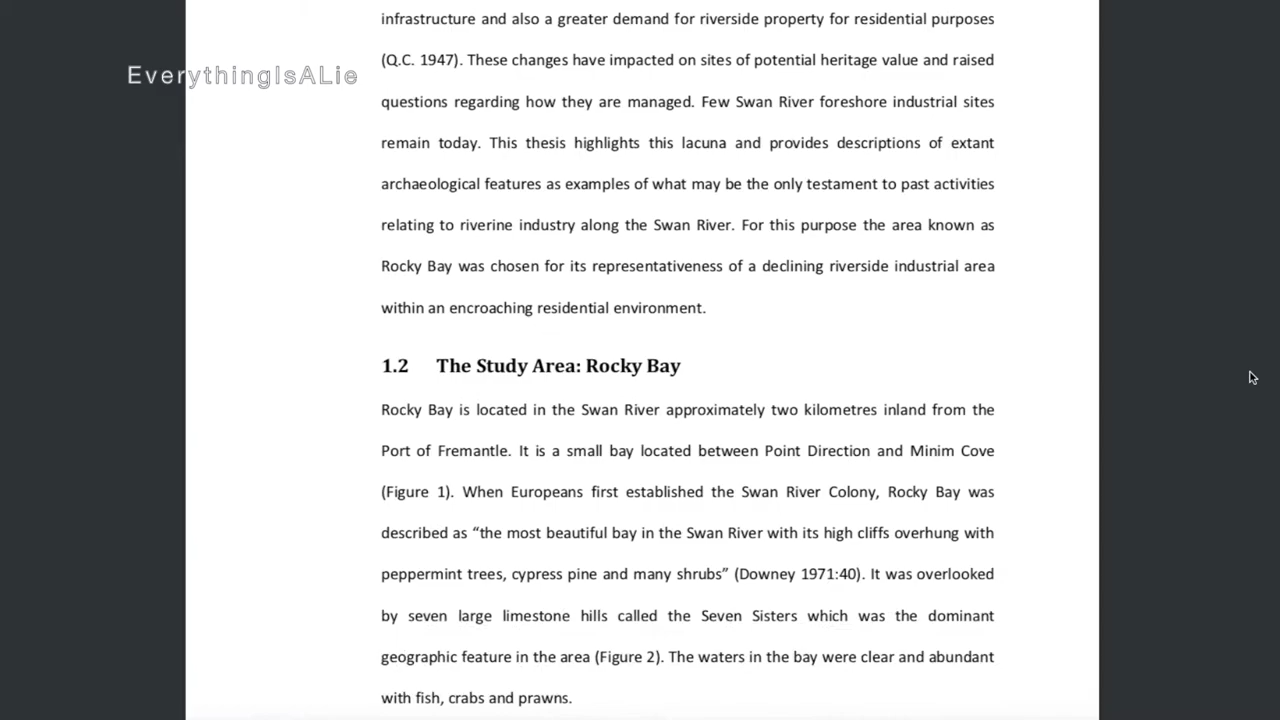 infrastructure and also a greater demand for riverside property for residential purposes
(Q.C. 1947). These changes have impacted on sites of potential heritage value and raised
EverythingIsALie
questions regarding how they are managed. Few Swan River foreshore industrial sites
remain today. This thesis highlights this lacuna and provides descriptions of extant
archaeological features as examples of what may be the only testament to past activities
relating to riverine industry along the Swan River. For this purpose the area known as
Rocky Bay was chosen for its representativeness of a declining riverside industrial area
within an encroaching residential environment.
1.2 The Study Area: Rocky Bay
Rocky Bay is located in the Swan River approximately two kilometres inland from the
Port of Fremantle. It is a small bay located between Point Direction and Minim Cove
(Figure 1). When Europeans first established the Swan River Colony, Rocky Bay was
described as “the most beautiful bay in the Swan River with its high cliffs overhung with
peppermint trees, cypress pine and many shrubs” (Downey 1971:40). It was overlooked
by seven large limestone hills called the Seven Sisters which was the dominant
geographic feature in the area (Figure 2). The waters in the bay were clear and abundant
with fish, crabs and prawns.